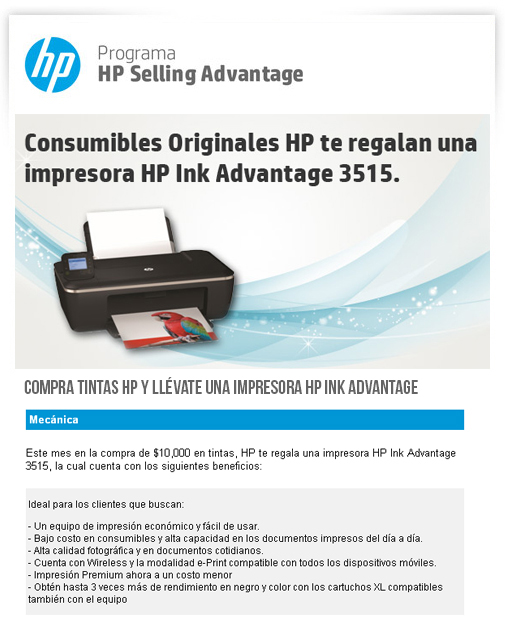 hp
Programa
HP Selling Advantage
Consumibles Originales HP te regalan una
impresora HP Ink Advantage 3515.
COMPRA TINTAS HP Y LLÉVATE UNA IMPRESORA HP INK ADVANTAGE
Mecánica
Este mes en la compra de $10,000 en tintas, HP te regala una impresora HP Ink Advantage
3515, la cual cuenta con los siguientes beneficios:
Ideal para los clientes que buscan:
- Un equipo de impresión económico y fácil de usar.
- Bajo costo en consumibles y alta capacidad en los documentos impresos del día a día.
- Alta calidad fotográfica y en documentos cotidianos.
- Cuenta con Wireless y la modalidad e-Print compatible con todos los dispositivos móviles.
- Impresión Premium ahora a un costo menor
- Obtén hasta 3 veces más de rendimiento en negro y color con los cartuchos XL compatibles
también con el equipo